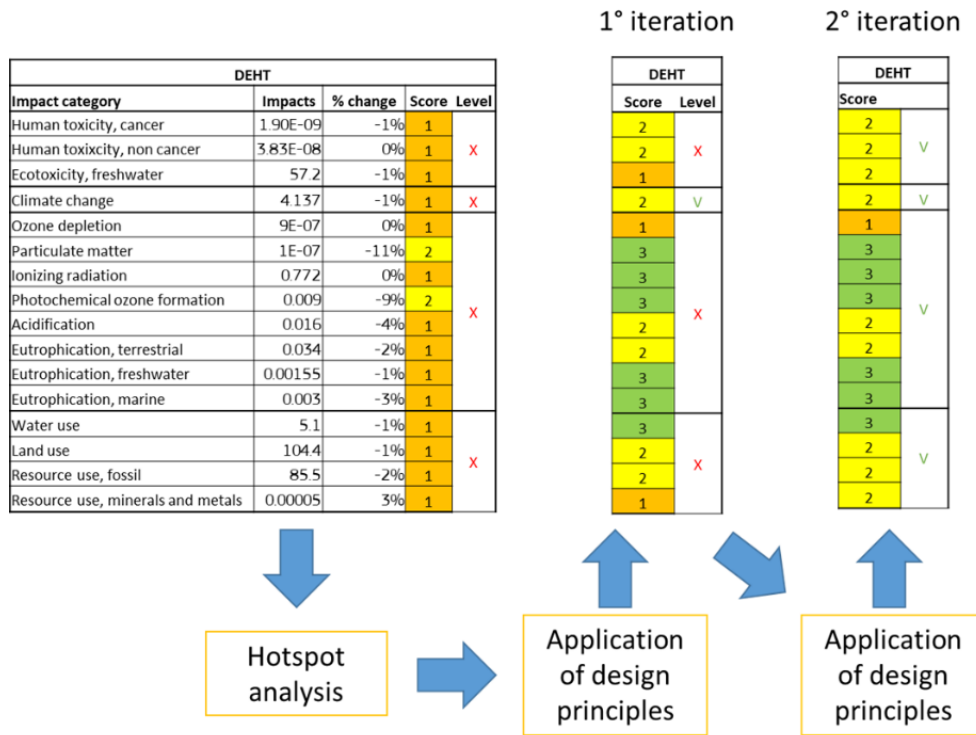 1° iteration
2° iteration
DEHT
Impact category Impacts % change Score Level
Human toxicity, cancer 1.90E-09 -1% 1
Human toxixcity, non cancer 3.83E-08 0% 1 X
Ecotoxicity, freshwater 57.2 -1% 1
Climate change 4.137 -1% 1 X
Ozone depletion 9E-07 0% 1
Particulate matter 1E-07 -11% 2
Ionizing radiation 0.772 0% 1
Photochemical ozone formation 0.009 -9% 2
X
Acidification 0.016 -4% 1
Eutrophication, terrestrial 0.034 -2% 1
Eutrophication, freshwater 0.00155 -1% 1
Eutrophication, marine 0.003 -3% 1
Water use 5.1 -1% 1
Land use 104.4 -1% 1
X
Resource use, fossil 85.5 -2% 1
Resource use, minerals and metals 0.00005 3% 1
DEHT
Score Level
2
2 X
1
2 V
1
3
3
3
X
2
2
3
3
3
2
X
2
1
DEHT
Score
2
2 V
2
2 V
1
3
3
3
V
2
2
3
3
3
2
V
2
2
Hotspot
analysis
Application
of design
principles
Application
of design
principles